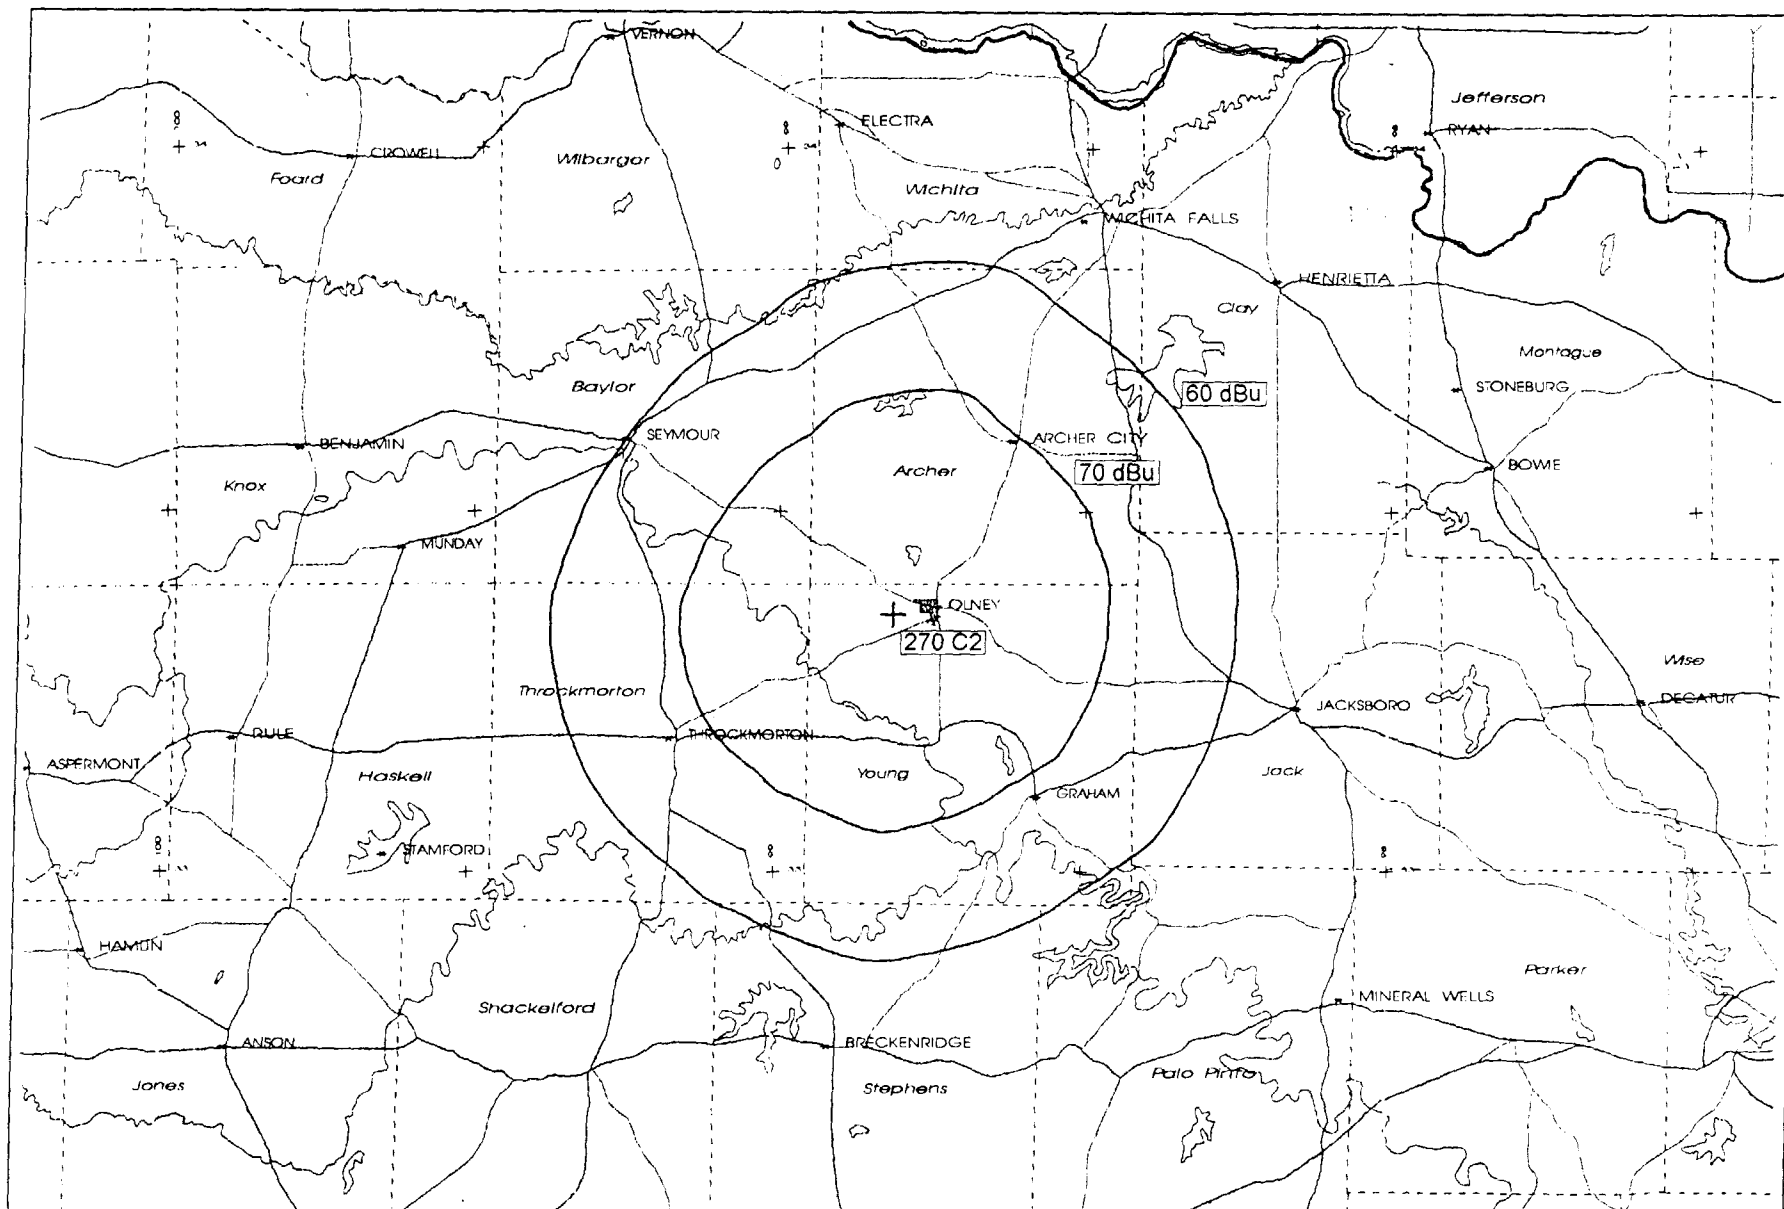 VERNON
Jefferson
ELECTRA
RYAN
CROWELL
Wilbarger
Foard
Wichita
WICHITA FALLS
HENRIETTA
Clay
Montague
Baylor
60 dBu
STONEBURG
SEYMOUR
ARCHER CITY
BENJAMIN
BOWIE
Archer
70 dBu
Knox
MUNDAY
OLNEY
270 C2
Wise
Throckmorton
DECATUR
JACKSBORO
RULE
THROCKMORTON
ASPERMONT
Haskell
Young
Jack
GRAHAM
STAMFORD
HAMLIN
Parker
Shackelford
MINERAL WELLS
ANSON
BRECKENRIDGE
Palo Pinto
Jones
Stephens